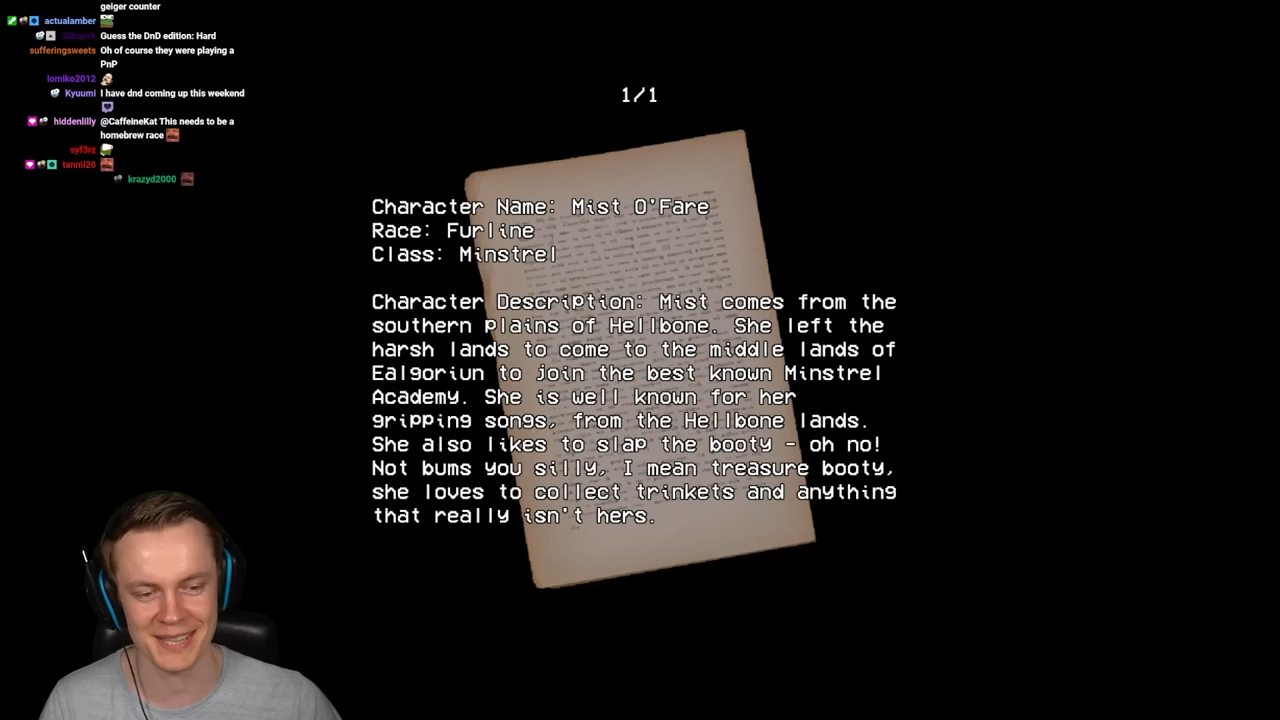 geiger counter
actualamber
Guess the DnD edition: Hard
sufferingsweets Oh of course they were playing a
PnP
lomiko2012
Kyuumi I have dnd coming up this weekend
hiddenlilly @CaffeineKat This needs to be a
homebrew race
syf3rz
tannii20
krazyd2000
1/1
Character Name: Mist O'Fare
Race: Furline
Class: Minstrel
Character Description: Mist comes from the
southern plains of Hellbone. She left the
harsh lands to come to the middle lands of
Ealgoriun to join the best known Minstrel
Academy. She is well known for her
gripping songs, from the Hellbone lands.
She also likes to slap the booty - oh no!
Not bums you silly, I mean treasure booty,
she loves to collect trinkets and anything
that really isn't hers.